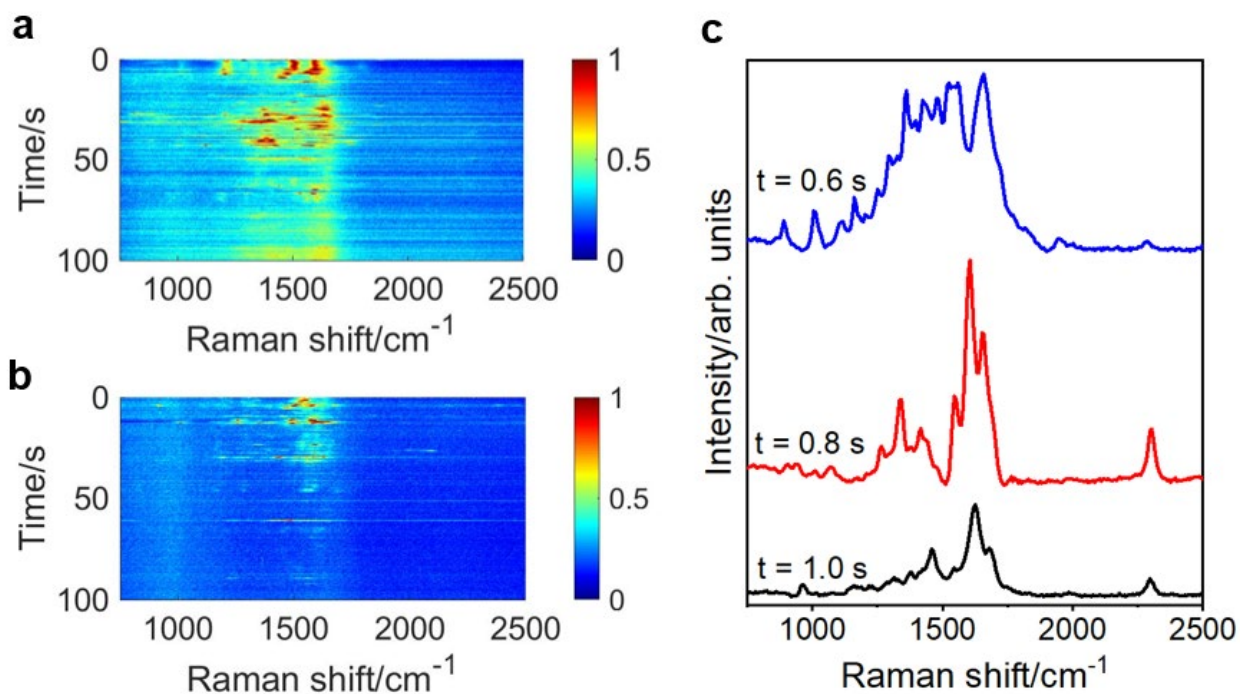 a
0
50
100
Time/s
1000 1500 2000 2500
Raman shift/cm⁻¹
1
0.5
0
b
0
50
100
Time/s
1000 1500 2000 2500
Raman shift/cm⁻¹
1
0.5
0
c
Intensity/arb. units
t = 0.6 s
t = 0.8 s
t = 1.0 s
1000 1500 2000 2500
Raman shift/cm⁻¹